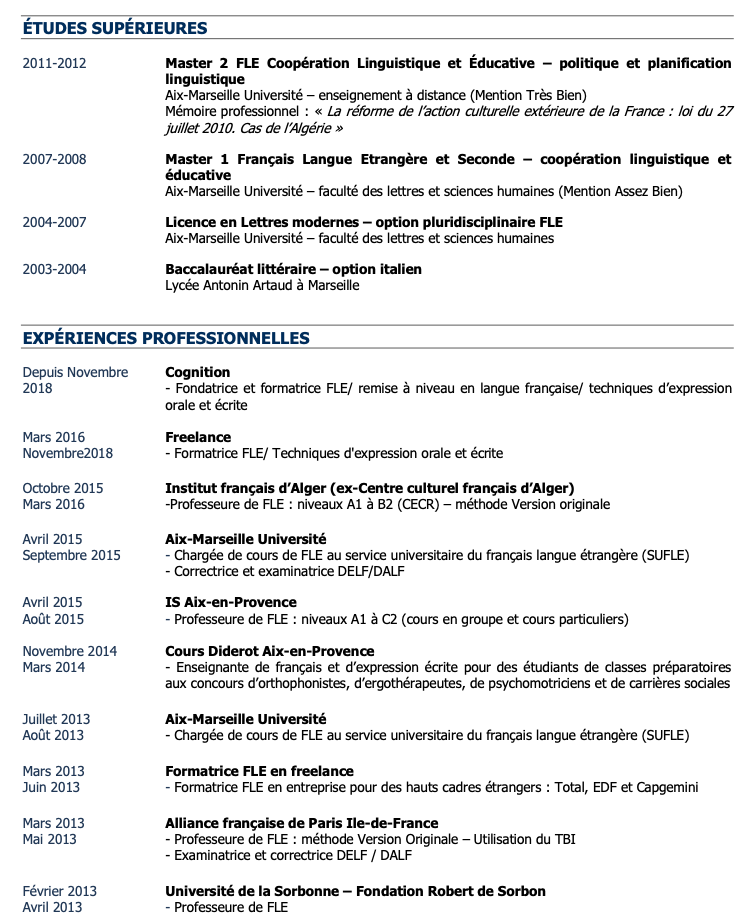 ÉTUDES SUPÉRIEURES
2011-2012 Master 2 FLE Coopération Linguistique et Éducative – politique et planification
linguistique
Aix-Marseille Université – enseignement à distance (Mention Très Bien)
Mémoire professionnel : « La réforme de l’action culturelle extérieure de la France : loi du 27
juillet 2010. Cas de l’Algérie »
2007-2008 Master 1 Français Langue Etrangère et Seconde – coopération linguistique et
éducative
Aix-Marseille Université – faculté des lettres et sciences humaines (Mention Assez Bien)
2004-2007 Licence en Lettres modernes – option pluridisciplinaire FLE
Aix-Marseille Université – faculté des lettres et sciences humaines
2003-2004 Baccalauréat littéraire – option italien
Lycée Antonin Artaud à Marseille
EXPÉRIENCES PROFESSIONNELLES
Depuis Novembre Cognition
2018 - Fondatrice et formatrice FLE/ remise à niveau en langue française/ techniques d’expression
orale et écrite
Mars 2016 Freelance
Novembre2018 - Formatrice FLE/ Techniques d'expression orale et écrite
Octobre 2015 Institut français d’Alger (ex-Centre culturel français d’Alger)
Mars 2016 -Professeure de FLE : niveaux A1 à B2 (CECR) – méthode Version originale
Avril 2015 Aix-Marseille Université
Septembre 2015 - Chargée de cours de FLE au service universitaire du français langue étrangère (SUFLE)
- Correctrice et examinatrice DELF/DALF
Avril 2015 IS Aix-en-Provence
Août 2015 - Professeure de FLE : niveaux A1 à C2 (cours en groupe et cours particuliers)
Novembre 2014 Cours Diderot Aix-en-Provence
Mars 2014 - Enseignante de français et d’expression écrite pour des étudiants de classes préparatoires
aux concours d’orthophonistes, d’ergothérapeutes, de psychomotriciens et de carrières sociales
Juillet 2013 Aix-Marseille Université
Août 2013 - Chargée de cours de FLE au service universitaire du français langue étrangère (SUFLE)
Mars 2013 Formatrice FLE en freelance
Juin 2013 - Formatrice FLE en entreprise pour des hauts cadres étrangers : Total, EDF et Capgemini
Mars 2013 Alliance française de Paris Ile-de-France
Mai 2013 - Professeure de FLE : méthode Version Originale – Utilisation du TBI
- Examinatrice et correctrice DELF / DALF
Février 2013 Université de la Sorbonne – Fondation Robert de Sorbon
Avril 2013 - Professeure de FLE